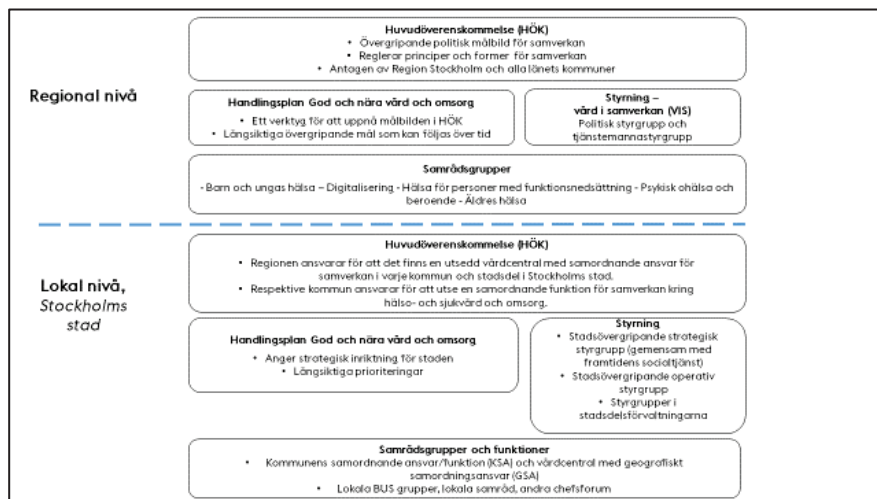 Regional nivå
Huvudöverenskommelse (HÖK)
• Övergripande politisk målbild för samverkan
• Reglerar principer och former för samverkan
• Antagen av Region Stockholm och alla länets kommuner
Handlingsplan God och nära vård och omsorg
• Ett verktyg för att uppnå målbilden i HÖK
• Långsiktiga övergripande mål som kan följas över tid
Styrning –
vård i samverkan (VIS)
Politisk styrgrupp och
tjänstemannastyrgrupp
Samrådsgrupper
- Barn och ungas hälsa – Digitalisering - Hälsa för personer med funktionsnedsättning - Psykisk ohälsa och
beroende - Äldres hälsa
Lokal nivå,
Stockholms
stad
Huvudöverenskommelse (HÖK)
• Regionen ansvarar för att det finns en utsedd vårdcentral med samordnande ansvar för
samverkan i varje kommun och stadsdel i Stockholms stad.
• Respektive kommun ansvarar för att utse en samordnande funktion för samverkan kring
hälso- och sjukvård och omsorg.
Handlingsplan God och nära vård och omsorg
• Anger strategisk inriktning för staden
• Långsiktiga prioriteringar
Styrning
• Stadsövergripande strategisk
styrgrupp (gemensam med
framtidens socialtjänst)
• Stadsövergripande operativ
styrgrupp
• Styrgrupper i
stadsdelsförvaltningarna
Samrådsgrupper och funktioner
• Kommunens samordnande ansvar/funktion (KSA) och vårdcentral med geografiskt
samordningsansvar (GSA)
• Lokala BUS grupper, lokala samråd, andra chefsforum